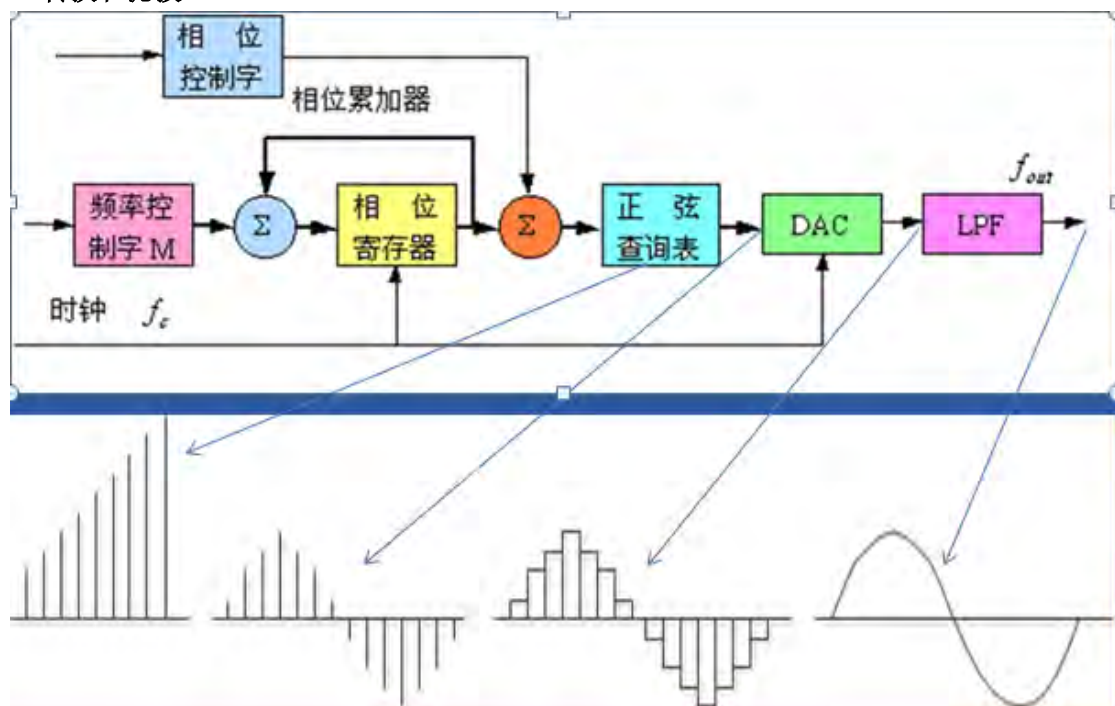 相 位
控制字
相位累加器
频率控
制字 M
Σ
相 位
寄存器
Σ
正 弦
查询表
DAC
LPF
f_out
时钟 f_c